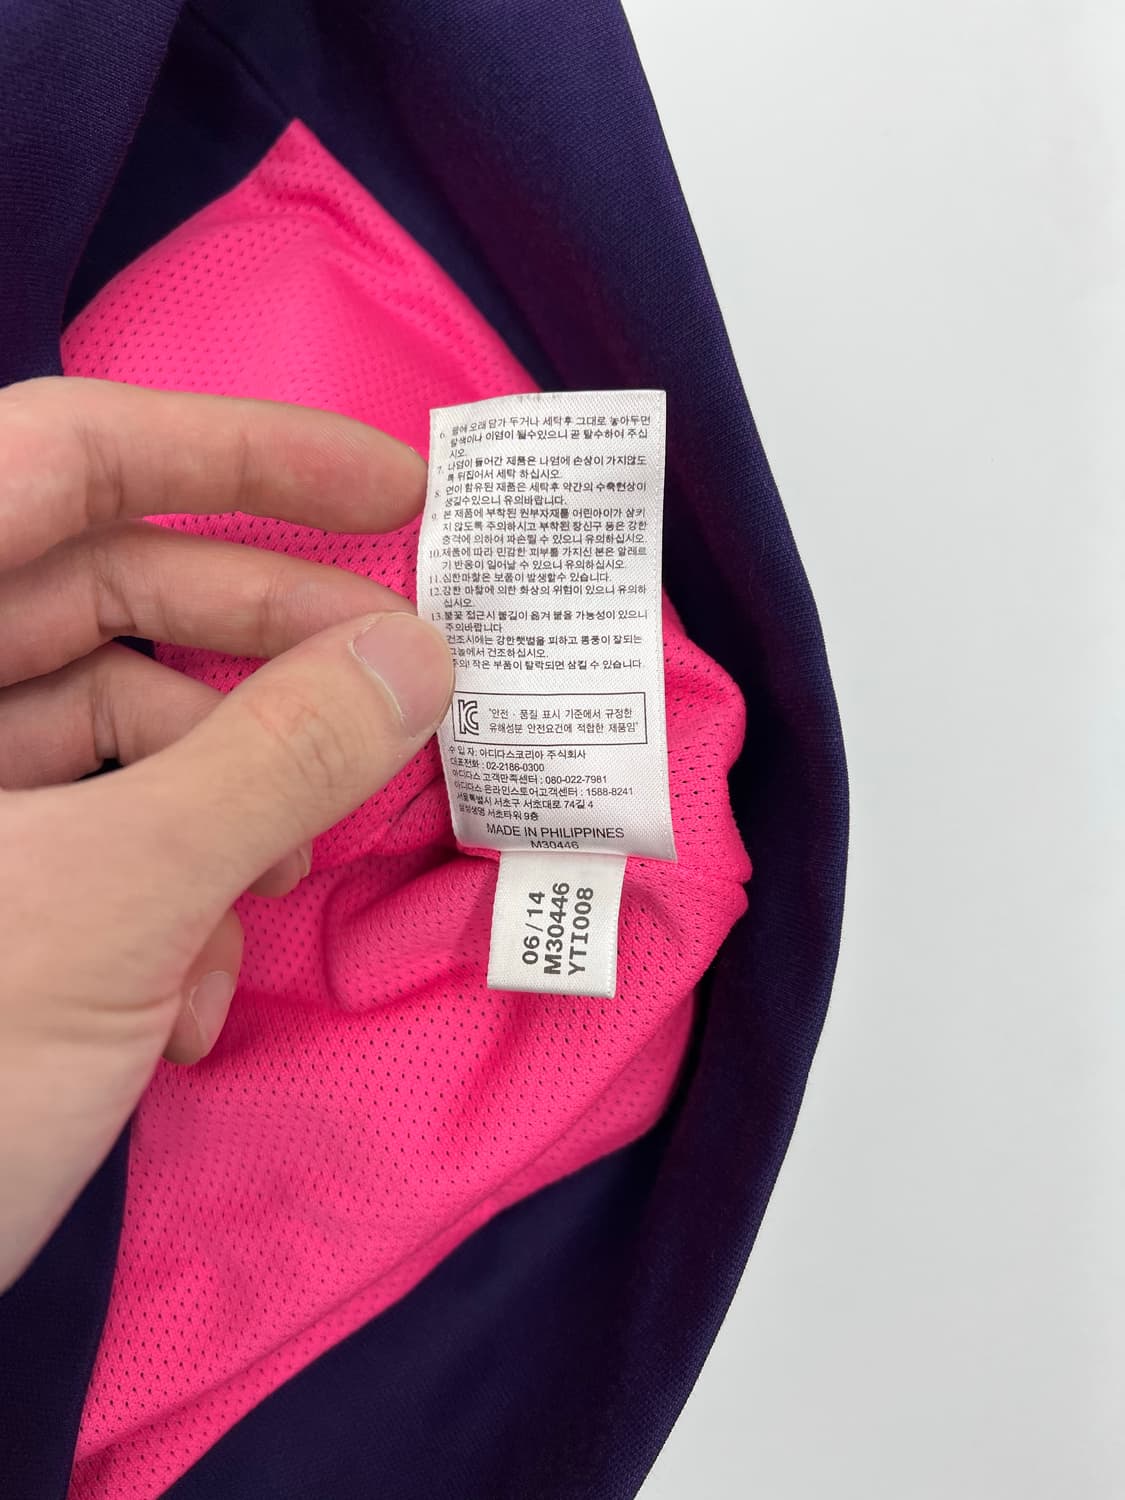 6. 물에 오래 담가 두거나 세탁후 그대로 놓아두면
탈색이나 이염이 될수있으니 곧 탈수하여 주십
시오.
7. 나염이 들어간 제품은 나염에 손상이 가지않도
록 뒤집어서 세탁 하십시오.
8. 면이 함유된 제품은 세탁후 약간의 수축현상이
생길수있으니 유의바랍니다.
9. 본 제품에 부착된 원부자재를 어린아이가 삼키
지 않도록 주의하시고 부착된 장신구 등은 강한
충격에 의하여 파손될 수 있으니 유의하십시오.
10.제품에 따라 민감한 피부를 가지신 분은 알레르
기 반응이 일어날 수 있으니 유의하십시오.
11.심한마찰은 보풀이 발생할수 있습니다.
12.강한 마찰에 의한 화상의 위험이 있으니 유의하
십시오.
13.불꽃 접근시 불길이 옮겨 붙을 가능성이 있으니
주의바랍니다
건조시에는 강한햇볕을 피하고 통풍이 잘되는
그늘에서 건조하십시오.
주의! 작은 부품이 탈락되면 삼킬 수 있습니다.
"안전 · 품질 표시 기준에서 규정한
유해성분 안전요건에 적합한 제품임"
수 입 자: 아디다스코리아 주식회사
대표전화 : 02-2186-0300
아디다스 고객만족센터 : 080-022-7981
아디다스 온라인스토어고객센터 : 1588-8241
서울특별시 서초구 서초대로 74길 4
삼성생명 서초타워 9층
MADE IN PHILIPPINES
M30446
06/14
M30446
YTI008